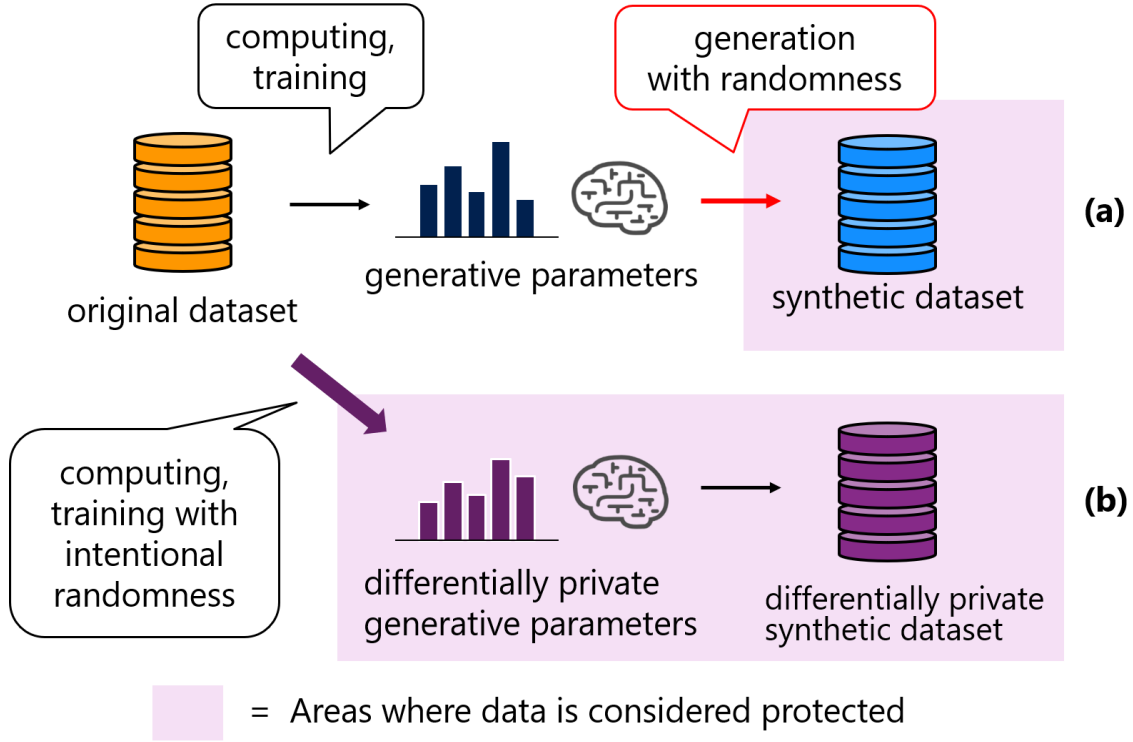 computing,
training
generation
with randomness
original dataset
generative parameters
synthetic dataset
(a)
computing,
training with
intentional
randomness
differentially private
generative parameters
differentially private
synthetic dataset
(b)
= Areas where data is considered protected